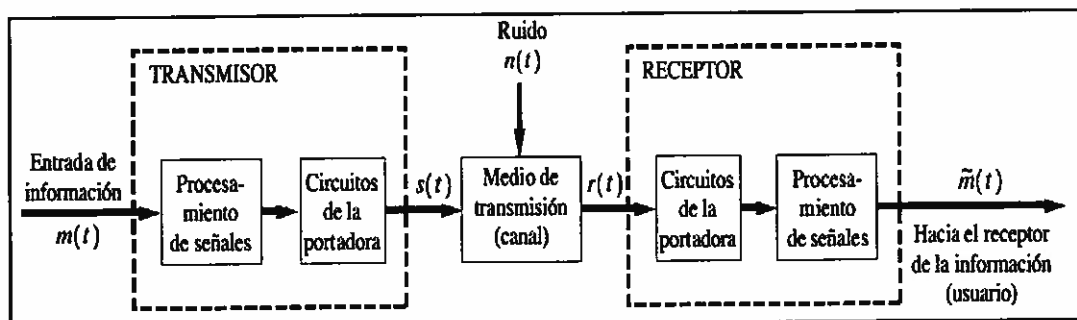 TRANSMISOR
Ruido
n(t)
RECEPTOR
Entrada de
información
m(t)
Procesa-
miento
de señales
Circuitos
de la
portadora
s(t)
Medio de
transmisión
(canal)
r(t)
Circuitos
de la
portadora
Procesa-
miento
de señales
m̃(t)
Hacia el receptor
de la información
(usuario)